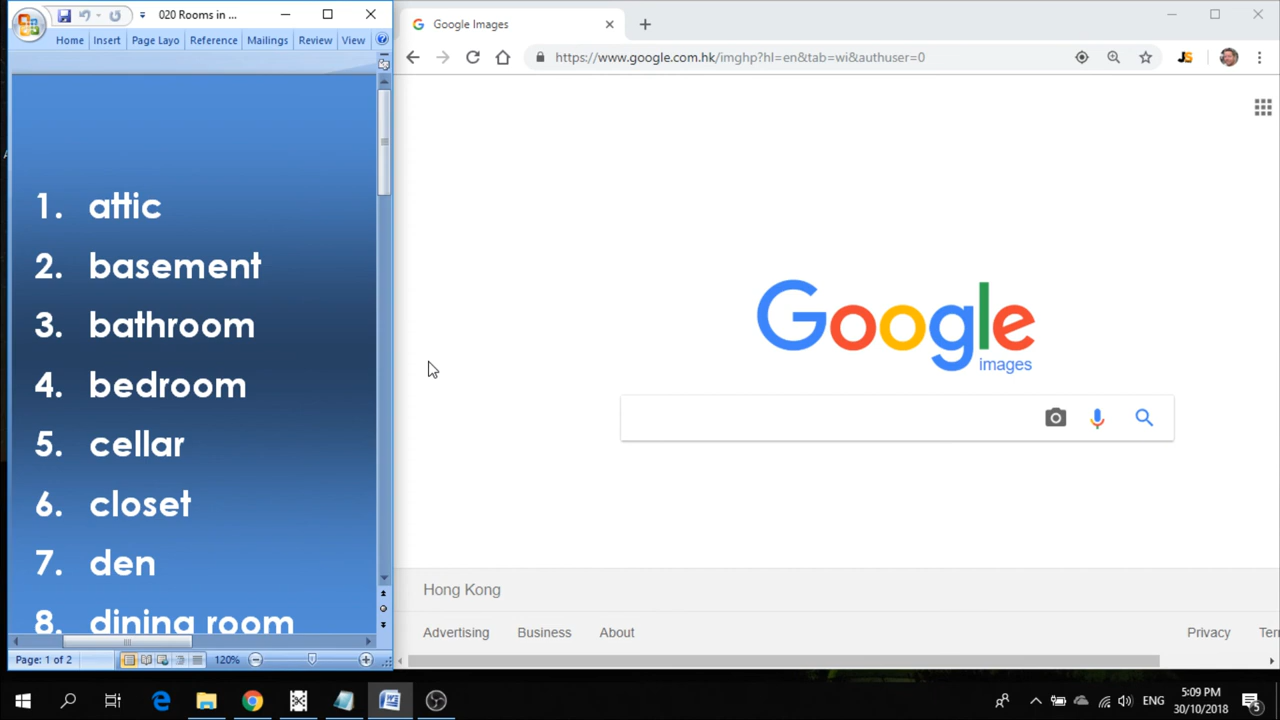 020 Rooms in ...
Home Insert Page Layo Reference Mailings Review View
1. attic
2. basement
3. bathroom
4. bedroom
5. cellar
6. closet
7. den
8. dining room
Page: 1 of 2
120%
Google Images
https://www.google.com.hk/imghp?hl=en&tab=wi&authuser=0
JS
Google
images
Hong Kong
Advertising Business About Privacy Ter
ENG
5:09 PM
30/10/2018
5